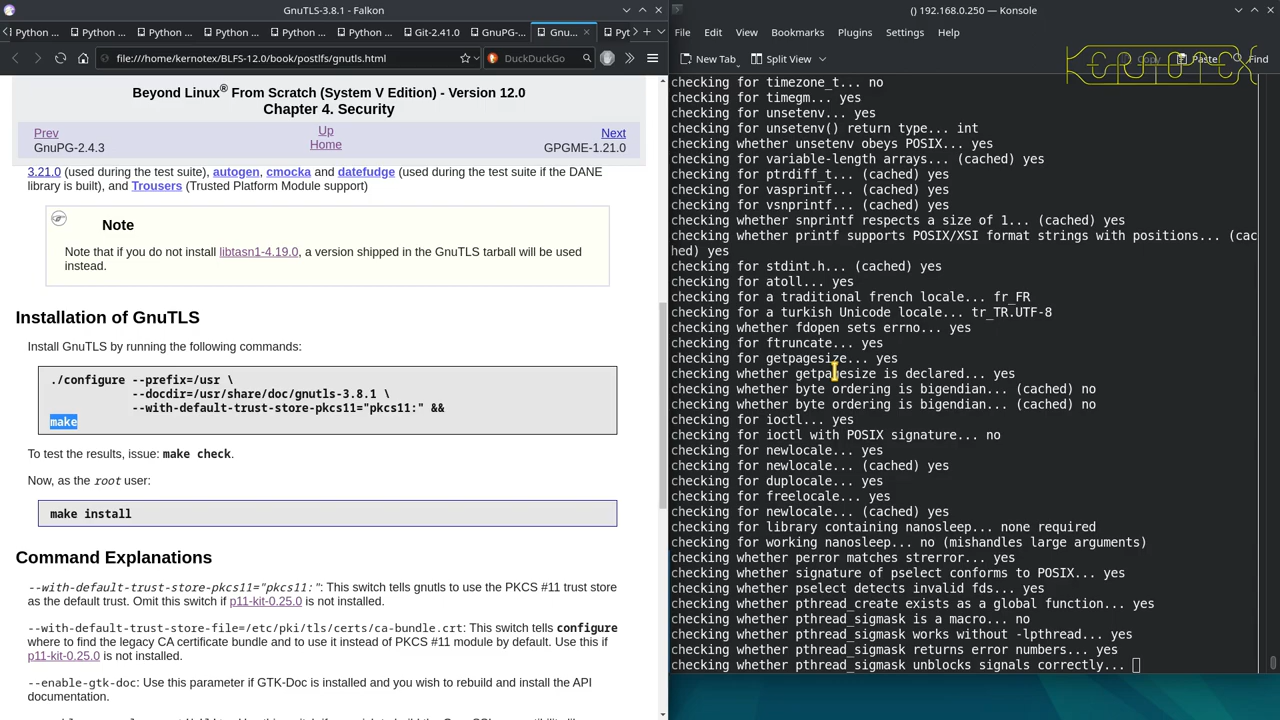 GnuTLS-3.8.1 - Falkon
Python ...
Python ...
Python ...
Python ...
Python ...
Python ...
Git-2.41.0
GnuPG-...
Gnu...
Pyt
file:///home/kernotex/BLFS-12.0/book/postlfs/gnutls.html
DuckDuckGo
Beyond Linux® From Scratch (System V Edition) - Version 12.0
Chapter 4. Security
Prev
Up
Next
GnuPG-2.4.3
Home
GPGME-1.21.0
3.21.0 (used during the test suite), autogen, cmocka and datefudge (used during the test suite if the DANE
library is built), and Trousers (Trusted Platform Module support)
Note
Note that if you do not install libtasn1-4.19.0, a version shipped in the GnuTLS tarball will be used
instead.
Installation of GnuTLS
Install GnuTLS by running the following commands:
./configure --prefix=/usr \
--docdir=/usr/share/doc/gnutls-3.8.1 \
--with-default-trust-store-pkcs11="pkcs11:" &&
make
To test the results, issue: make check.
Now, as the root user:
make install
Command Explanations
--with-default-trust-store-pkcs11="pkcs11:": This switch tells gnutls to use the PKCS #11 trust store
as the default trust. Omit this switch if p11-kit-0.25.0 is not installed.
--with-default-trust-store-file=/etc/pki/tls/certs/ca-bundle.crt: This switch tells configure
where to find the legacy CA certificate bundle and to use it instead of PKCS #11 module by default. Use this if
p11-kit-0.25.0 is not installed.
--enable-gtk-doc: Use this parameter if GTK-Doc is installed and you wish to rebuild and install the API
documentation.
() 192.168.0.250 — Konsole
File Edit View Bookmarks Plugins Settings Help
New Tab Split View Copy Paste Find
KERNOTEX
checking for timezone_t... no
checking for timegm... yes
checking for unsetenv... yes
checking for unsetenv() return type... int
checking whether unsetenv obeys POSIX... yes
checking for variable-length arrays... (cached) yes
checking for ptrdiff_t... (cached) yes
checking for vasprintf... (cached) yes
checking for vsnprintf... (cached) yes
checking whether snprintf respects a size of 1... (cached) yes
checking whether printf supports POSIX/XSI format strings with positions... (cac
hed) yes
checking for stdint.h... (cached) yes
checking for atoll... yes
checking for a traditional french locale... fr_FR
checking for a turkish Unicode locale... tr_TR.UTF-8
checking whether fdopen sets errno... yes
checking for ftruncate... yes
checking for getpagesize... yes
checking whether getpagesize is declared... yes
checking whether byte ordering is bigendian... (cached) no
checking whether byte ordering is bigendian... (cached) no
checking for ioctl... yes
checking for ioctl with POSIX signature... no
checking for newlocale... yes
checking for newlocale... (cached) yes
checking for duplocale... yes
checking for freelocale... yes
checking for newlocale... (cached) yes
checking for library containing nanosleep... none required
checking for working nanosleep... no (mishandles large arguments)
checking whether perror matches strerror... yes
checking whether signature of pselect conforms to POSIX... yes
checking whether pselect detects invalid fds... yes
checking whether pthread_create exists as a global function... yes
checking whether pthread_sigmask is a macro... no
checking whether pthread_sigmask works without -lpthread... yes
checking whether pthread_sigmask returns error numbers... yes
checking whether pthread_sigmask unblocks signals correctly...